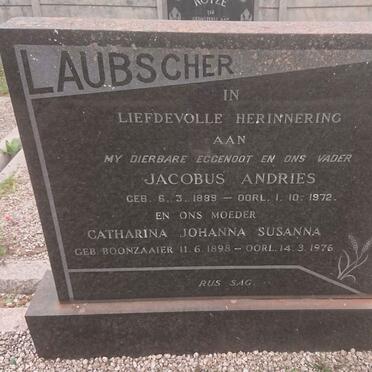 KOTZE
LAUBSCHER
IN
LIEFDEVOLLE HERINNERING
AAN
MY DIERBARE EGGENOOT EN ONS VADER
JACOBUS ANDRIES
GEB. 6. 3. 1889 – OORL. 1. 10. 1972.
EN ONS MOEDER
CATHARINA JOHANNA SUSANNA
GEB. BOONZAAIER 11. 6. 1898 – OORL. 14. 3. 1976
RUS SAG.